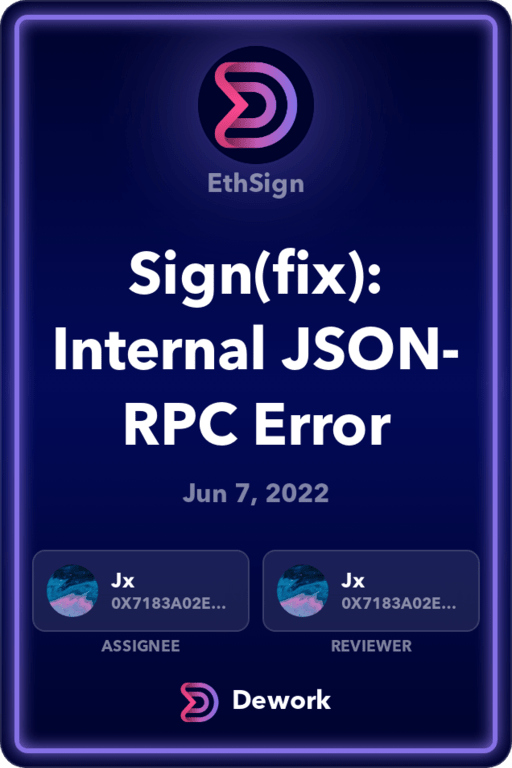 EthSign
Sign(fix):
Internal JSON-
RPC Error
Jun 7, 2022
Jx
0X7183A02E...
ASSIGNEE
Jx
0X7183A02E...
REVIEWER
Dework